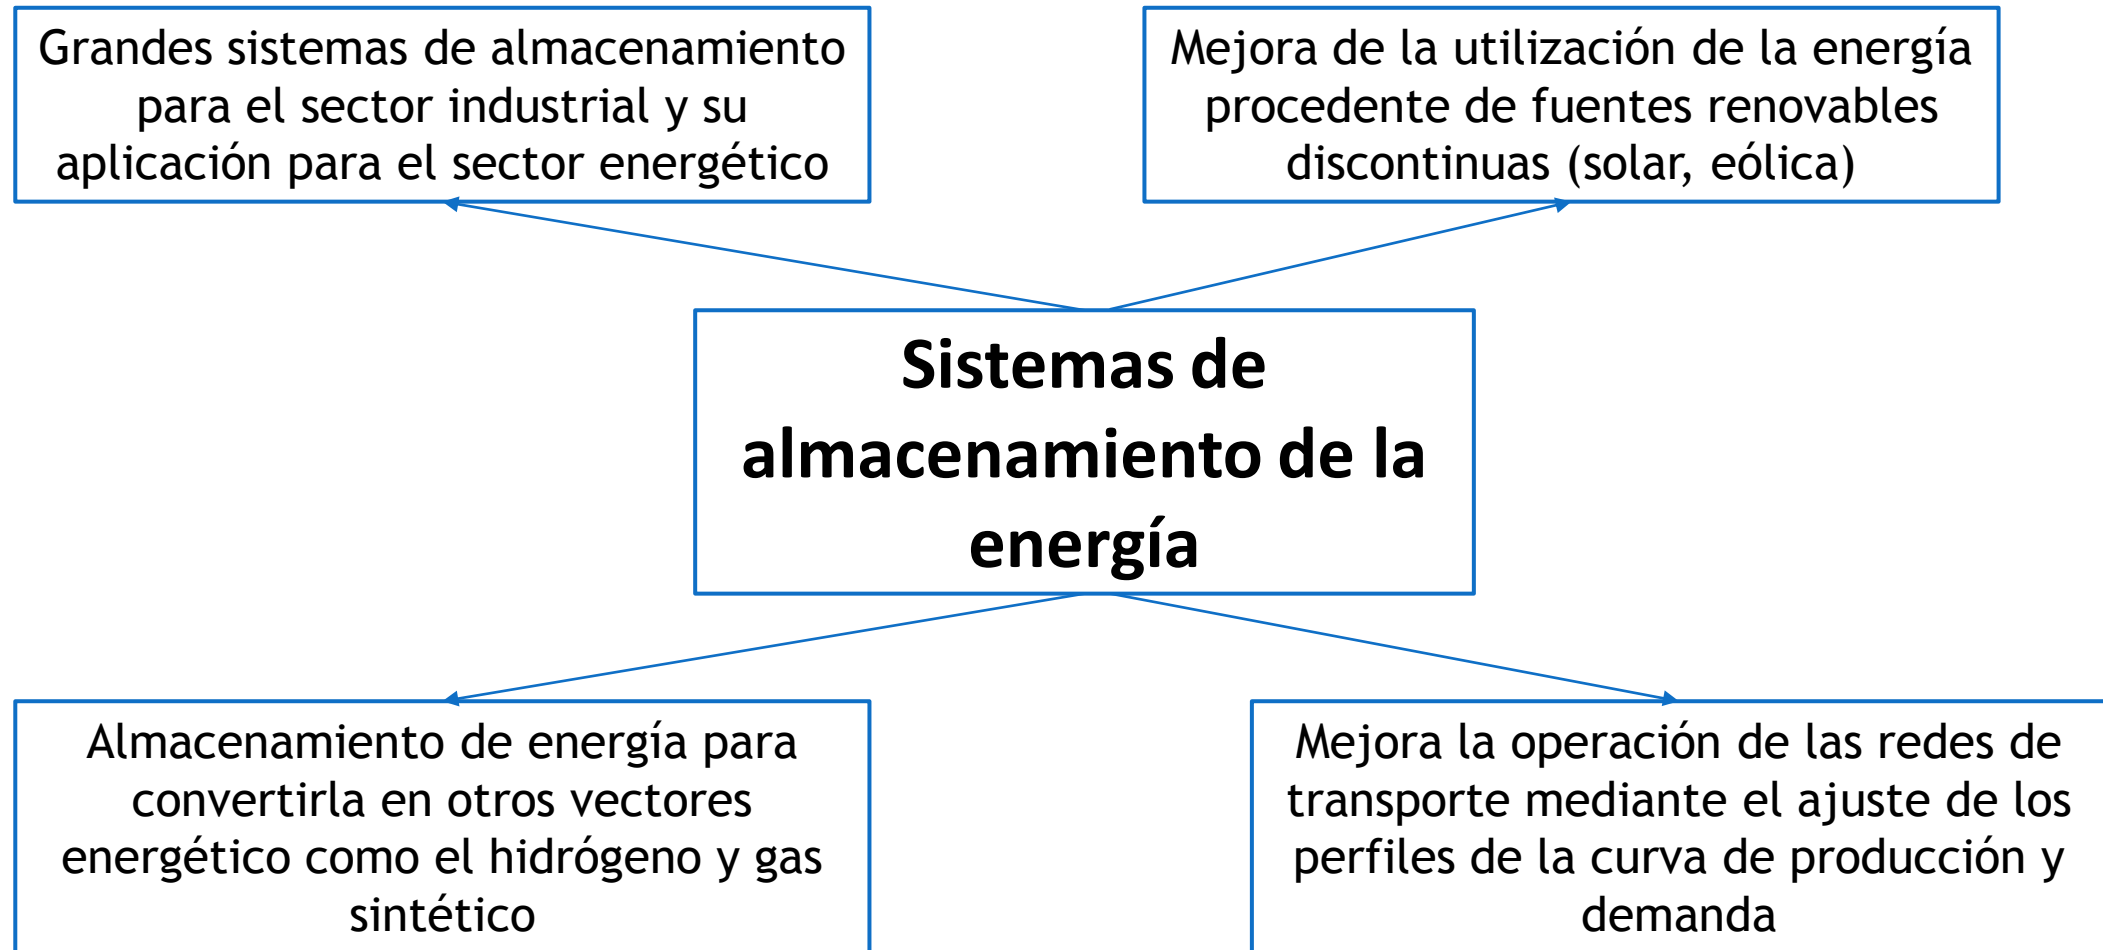 Grandes sistemas de almacenamiento
para el sector industrial y su
aplicación para el sector energético
Mejora de la utilización de la energía
procedente de fuentes renovables
discontinuas (solar, eólica)
Sistemas de
almacenamiento de la
energía
Almacenamiento de energía para
convertirla en otros vectores
energético como el hidrógeno y gas
sintético
Mejora la operación de las redes de
transporte mediante el ajuste de los
perfiles de la curva de producción y
demanda